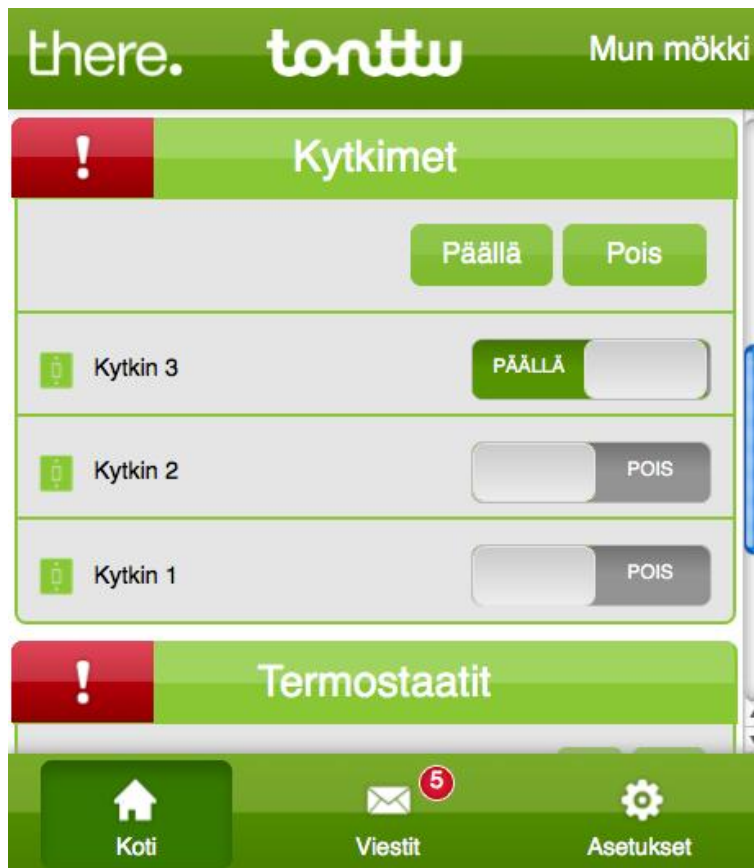 there. tonttu Mun mökki
! Kytkimet
Päällä Pois
Kytkin 3 PÄÄLLÄ
Kytkin 2 POIS
Kytkin 1 POIS
! Termostaatit
5
Koti Viestit Asetukset